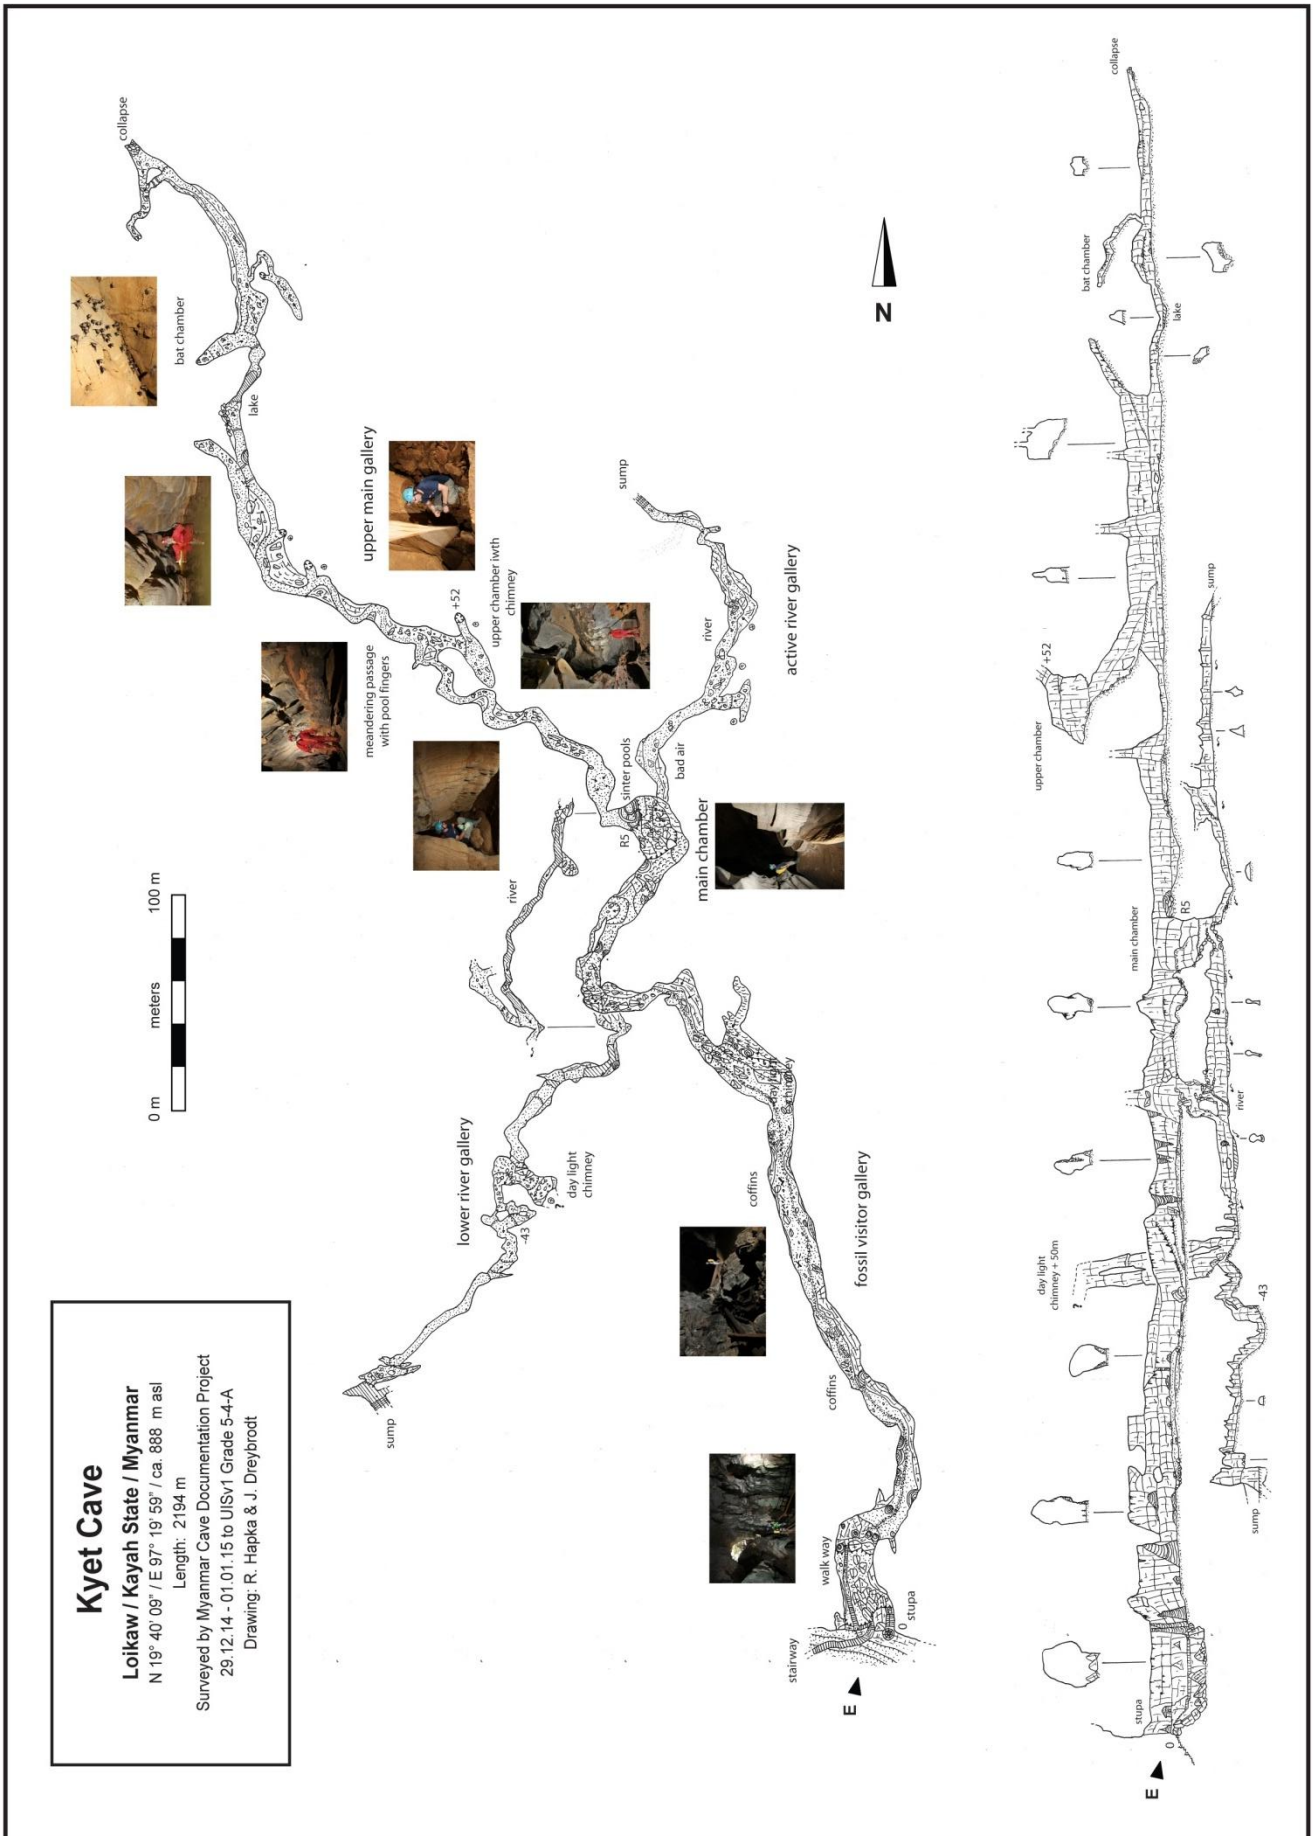 Kyet Cave
Loikaw / Kayah State / Myanmar
N 19° 40' 09" / E 97° 19' 59" / ca. 888 m asl
Length: 2194 m
Surveyed by Myanmar Cave Documentation Project
29.12.14 - 01.01.15 to UISv1 Grade 5-4-A
Drawing: R. Hapka & J. Dreybrodt
0 m
meters
100 m
N
collapse
bat chamber
lake
upper main gallery
+52
upper chamber iwth
chimney
meandering passage
with pool fingers
sump
river
active river gallery
bad air
sinter pools
R5
main chamber
river
lower river gallery
day light
chimney
?
-43
sump
day light
chimney
coffins
fossil visitor gallery
coffins
walk way
stupa
0
stairway
E
collapse
bat chamber
lake
sump
+52
upper chamber
R5
main chamber
river
day light
chimney + 50m
?
-43
sump
stupa
0
E